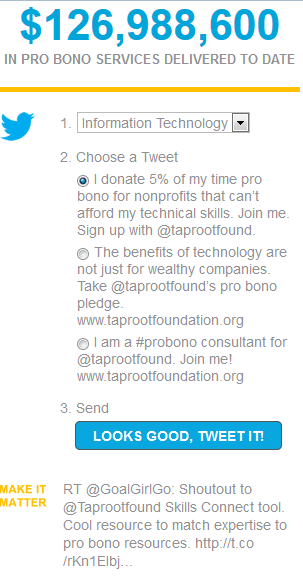 $126,988,600
IN PRO BONO SERVICES DELIVERED TO DATE
1. Information Technology
2. Choose a Tweet
I donate 5% of my time pro
bono for nonprofits that can't
afford my technical skills. Join me.
Sign up with @taprootfound.
The benefits of technology are
not just for wealthy companies.
Take @taprootfound's pro bono
pledge.
www.taprootfoundation.org
I am a #probono consultant for
@taprootfound. Join me!
www.taprootfoundation.org
3. Send
LOOKS GOOD, TWEET IT!
MAKE IT
MATTER
RT @GoalGirlGo: Shoutout to
@Taprootfound Skills Connect tool.
Cool resource to match expertise to
pro bono resources. http://t.co
/rKn1Elbj...